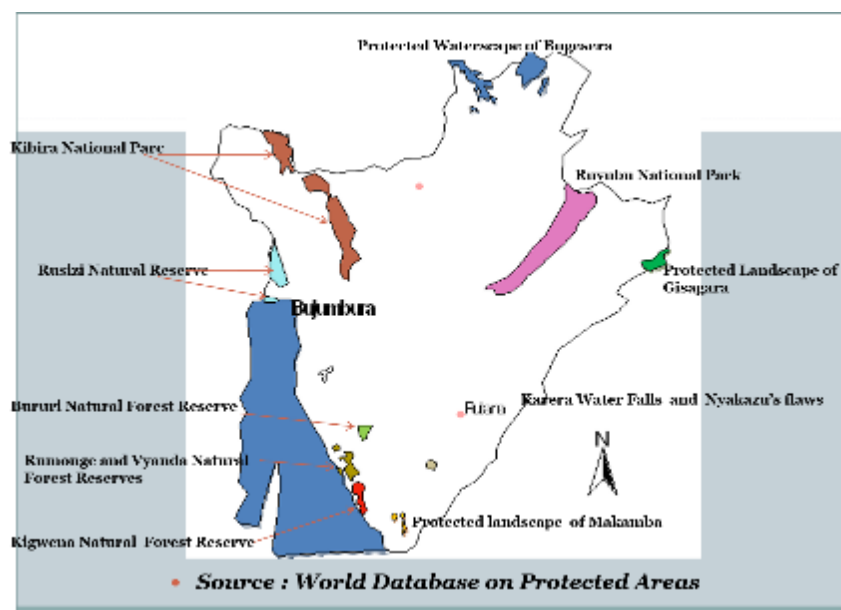 Protected Waterscape of Bugesera
Kibira National Parc
Ruvubu National Park
Rusizi Natural Reserve
Protected Landscape of
Gisagara
Bujumbura
Bururi Natural Forest Reserve
Karera Water Falls and Nyakazu's flaws
Rumonge and Vyanda Natural
Forest Reserves
N
Protected landscape of Makamba
Kigwena Natural Forest Reserve
Source : World Database on Protected Areas